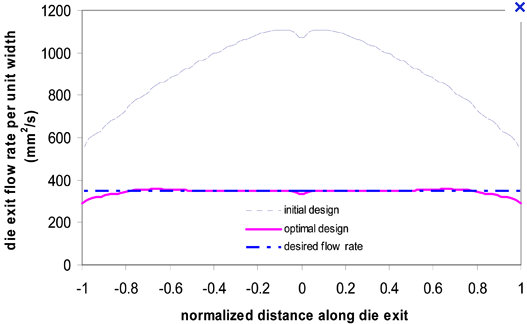 die exit flow rate per unit width
(mm²/s)
1200
1000
800
600
400
200
0
initial design
optimal design
desired flow rate
-1 -0.8 -0.6 -0.4 -0.2 0 0.2 0.4 0.6 0.8 1
normalized distance along die exit